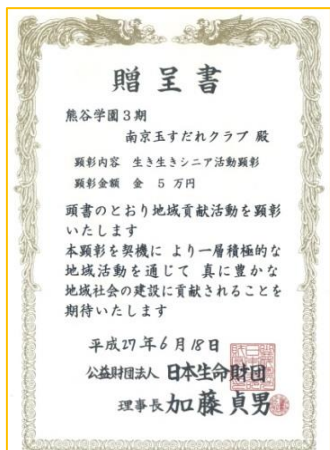 贈呈書
熊谷学園3期
南京玉すだれクラブ 殿
顕彰内容 生き生きシニア活動顕彰
顕彰金額 金 5 万円
頭書のとおり地域貢献活動を顕彰
いたします
本顕彰を契機に より一層積極的な
地域活動を通じて 真に豊かな
地域社会の建設に貢献されることを
期待いたします
平成27年6月18日
公益財団法人 日本生命財団
理事長 加藤貞男